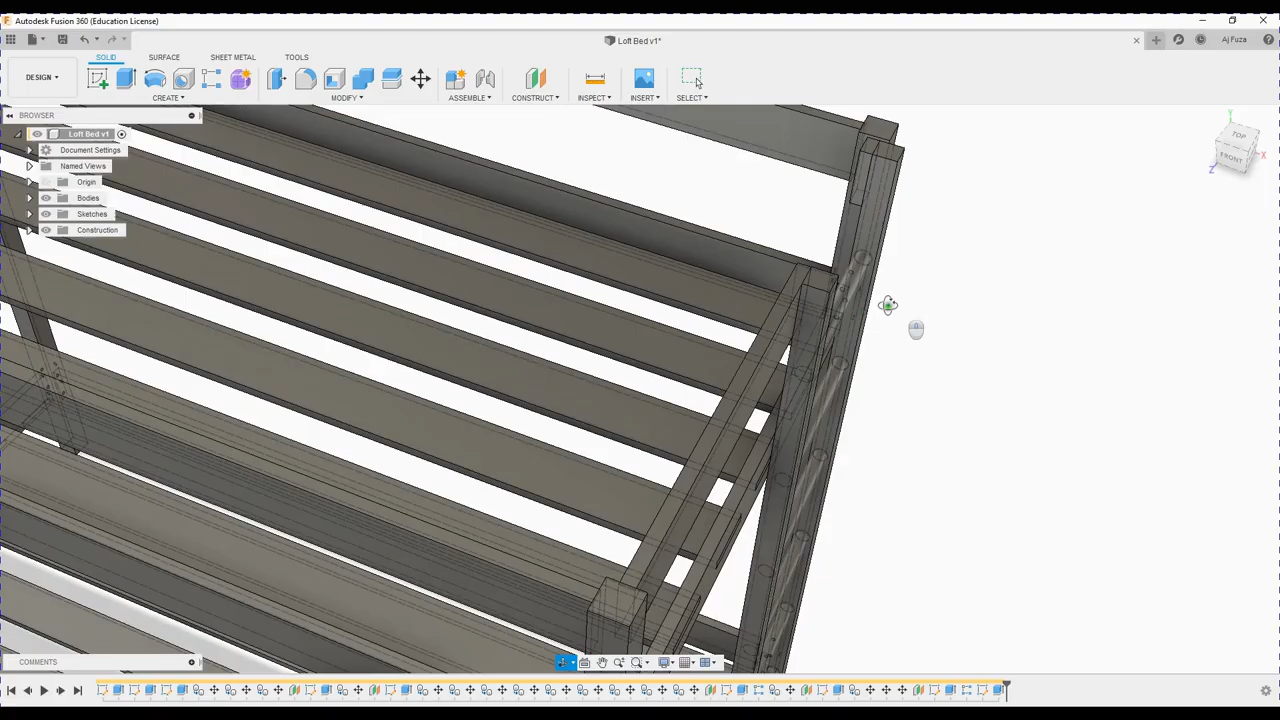 Autodesk Fusion 360 (Education License)
Loft Bed v1*
Aj Fuza
SOLID SURFACE SHEET METAL TOOLS
DESIGN
CREATE MODIFY ASSEMBLE CONSTRUCT INSPECT INSERT SELECT
BROWSER
Loft Bed v1
Document Settings
Named Views
Origin
Bodies
Sketches
Construction
Y
TOP
FRONT
X
Z
COMMENTS